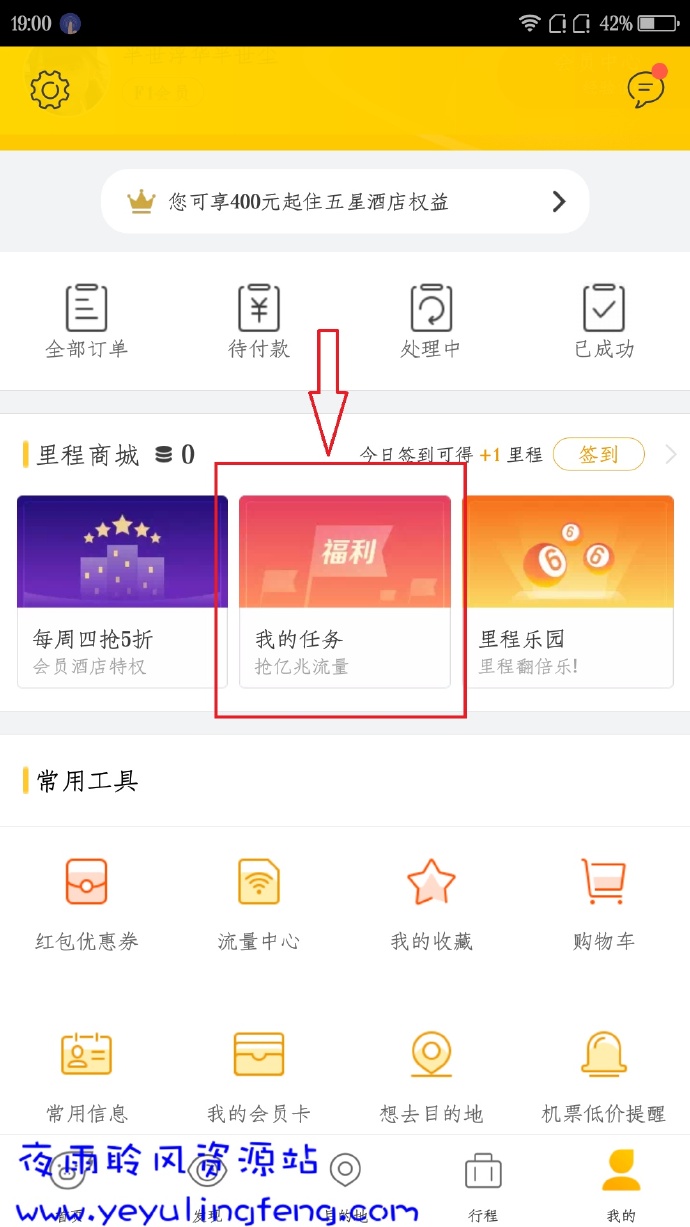 19:00 42%
您可享400元起住五星酒店权益
全部订单 待付款 处理中 已成功
里程商城 0 今日签到可得 +1 里程 签到
福利
6 6 6
每周四抢5折 我的任务 里程乐园
会员酒店特权 抢亿兆流量 里程翻倍乐!
常用工具
红包优惠券 流量中心 我的收藏 购物车
常用信息 我的会员卡 想去目的地 机票低价提醒
夜雨聆风资源站
www.yeyulingfeng.com
首页 发现 目的地 行程 我的